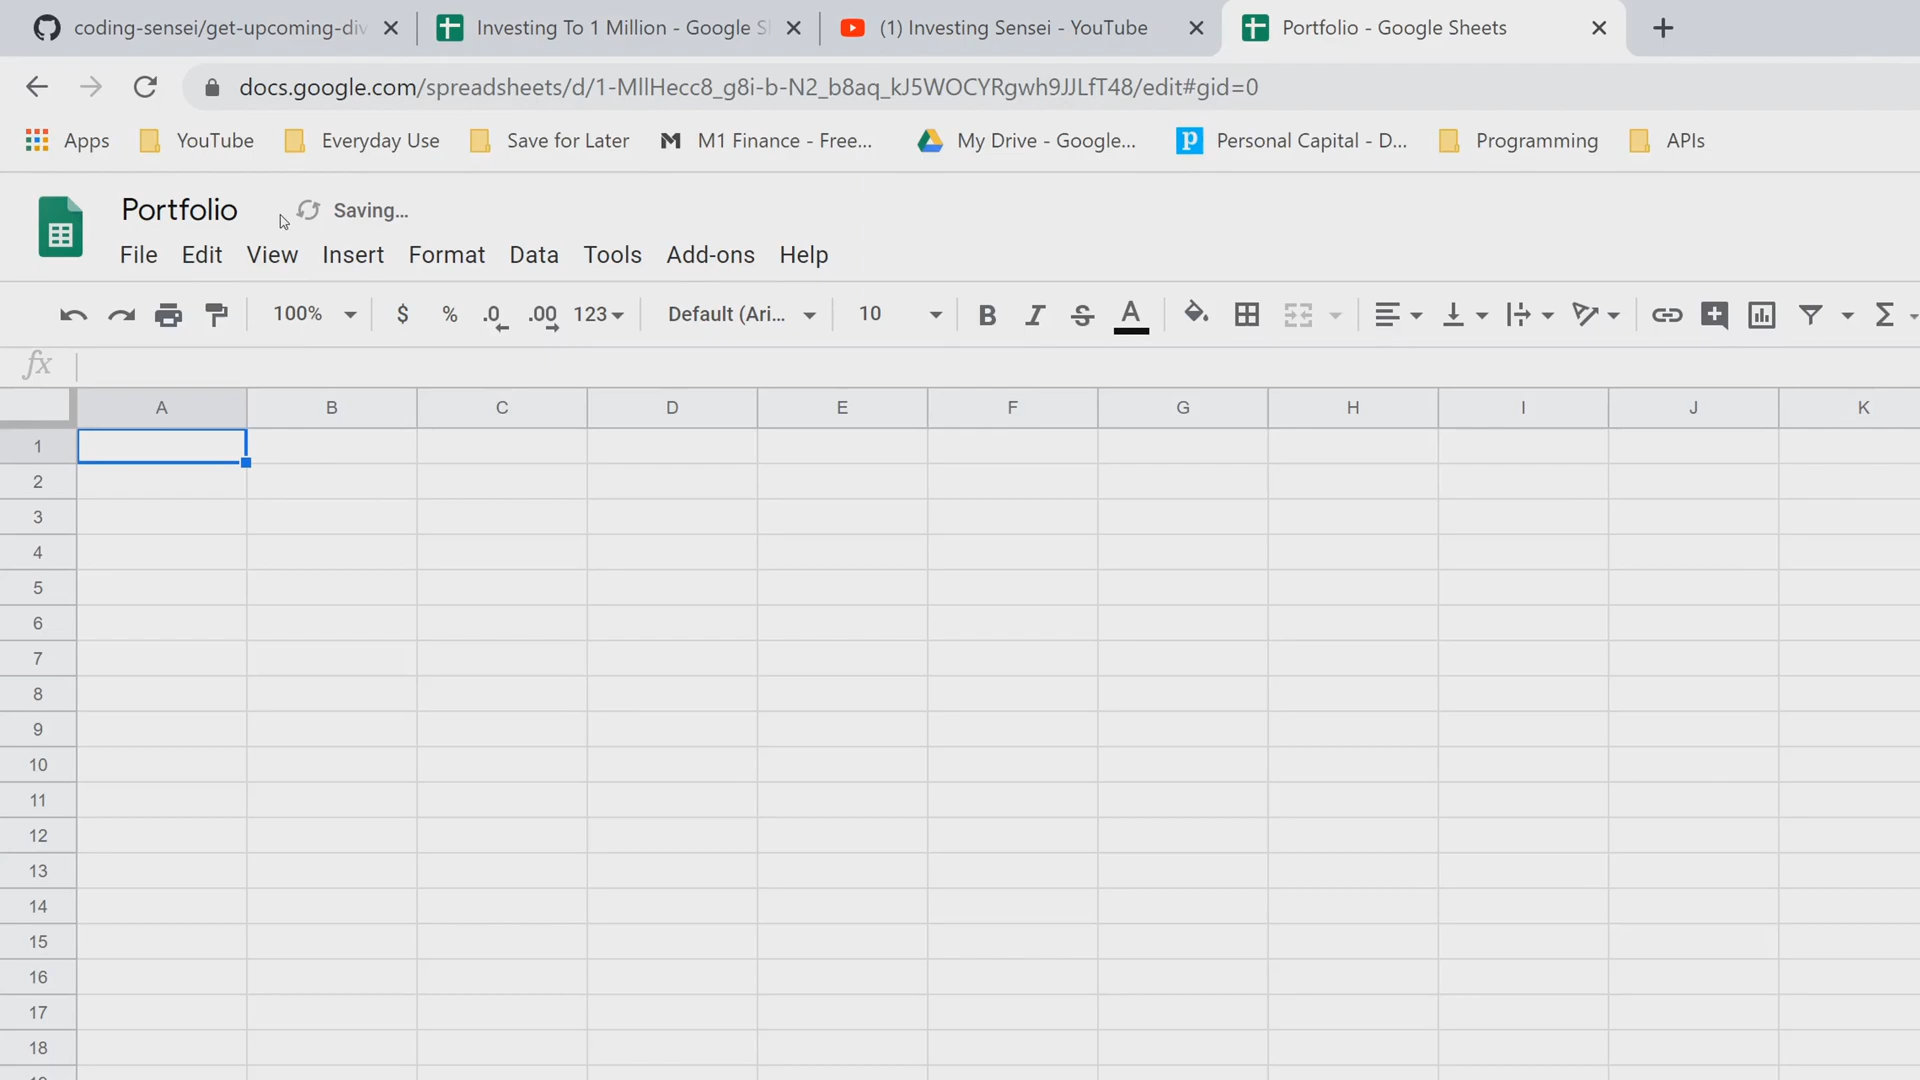 coding-sensei/get-upcoming-div
Investing To 1 Million - Google S
(1) Investing Sensei - YouTube
Portfolio - Google Sheets
docs.google.com/spreadsheets/d/1-MllHecc8_g8i-b-N2_b8aq_kJ5WOCYRgwh9JJLfT48/edit#gid=0
Apps YouTube Everyday Use Save for Later M1 Finance - Free... My Drive - Google... Personal Capital - D... Programming APIs
Portfolio Saving...
File Edit View Insert Format Data Tools Add-ons Help
100% $ % .0 .00 123 Default (Ari... 10 B I S A Σ
fx
A B C D E F G H I J K
1
2
3
4
5
6
7
8
9
10
11
12
13
14
15
16
17
18